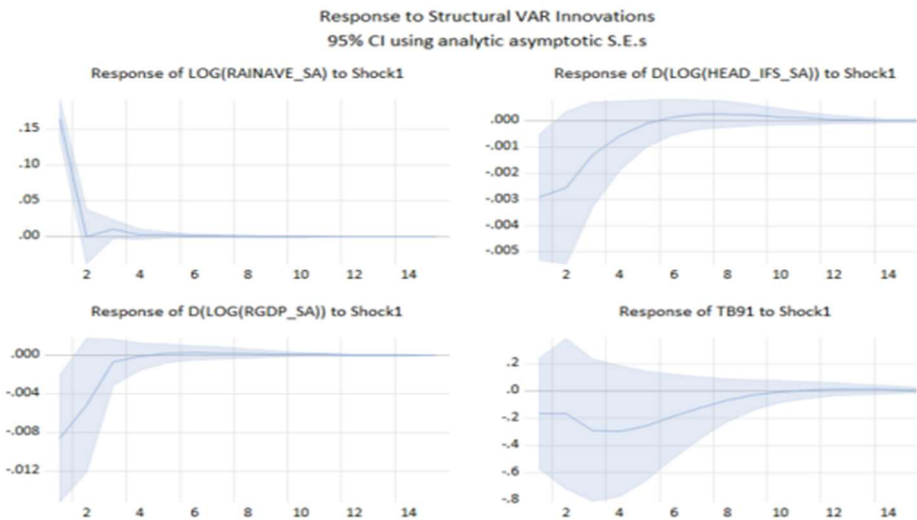 Response to Structural VAR Innovations
95% CI using analytic asymptotic S.E.s
Response of LOG(RAINAVE_SA) to Shock1
.15
.10
.05
.00
2 4 6 8 10 12 14
Response of D(LOG(HEAD_IFS_SA)) to Shock1
.000
-.001
-.002
-.003
-.004
-.005
2 4 6 8 10 12 14
Response of D(LOG(RGDP_SA)) to Shock1
.000
-.004
-.008
-.012
2 4 6 8 10 12 14
Response of TB91 to Shock1
.2
.0
-.2
-.4
-.6
-.8
2 4 6 8 10 12 14